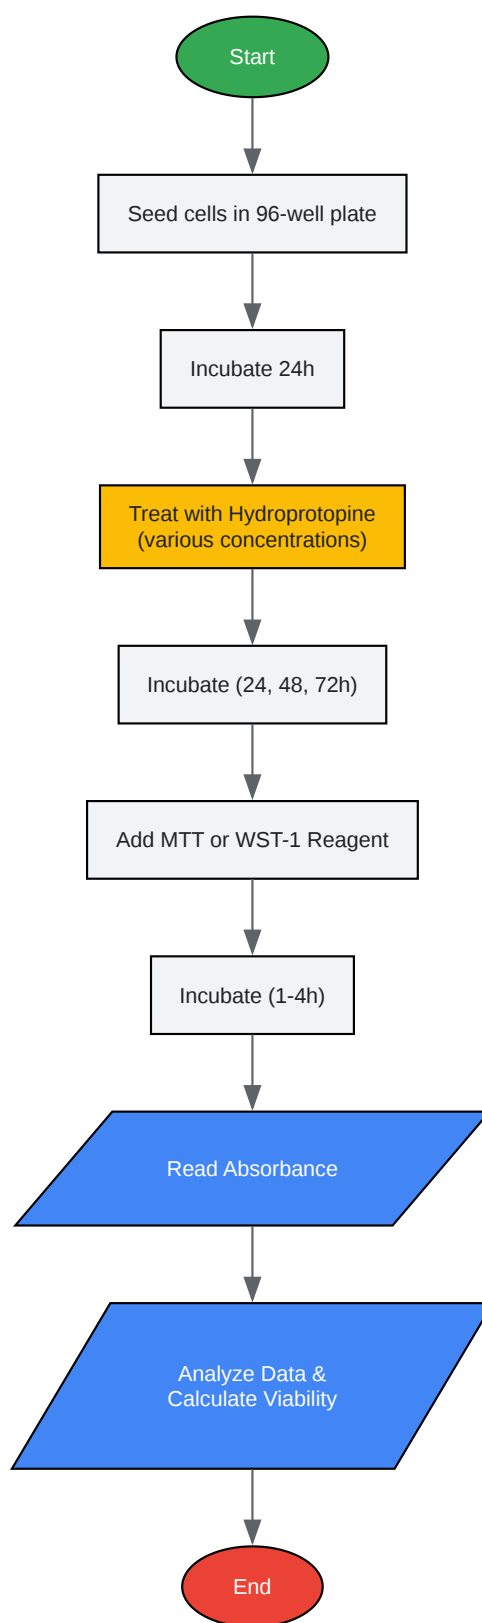 Start
Seed cells in 96-well plate
Incubate 24h
Treat with Hydroprotopine
(various concentrations)
Incubate (24, 48, 72h)
Add MTT or WST-1 Reagent
Incubate (1-4h)
Read Absorbance
Analyze Data &
Calculate Viability
End